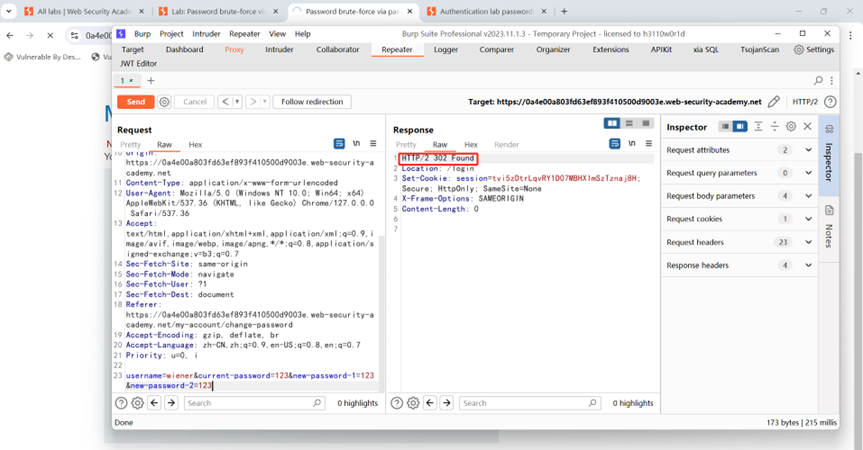 All labs | Web Security Acade
Lab: Password brute-force via
Password brute-force via pas
Authentication lab password
0a4e0
Vulnerable By Des...
Burp Project Intruder Repeater View Help
Burp Suite Professional v2023.11.1.3 - Temporary Project - licensed to h3110w0r1d
Target Dashboard Proxy Intruder Collaborator Repeater Logger Comparer Organizer Extensions APIKit xia SQL TsojanScan Settings
JWT Editor
1 ×
Send Cancel Follow redirection
Target: https://0a4e00a803fd63ef893f410500d9003e.web-security-academy.net HTTP/2
Request
Pretty Raw Hex
10 Origin:
https://0a4e00a803fd63ef893f410500d9003e.web-security-a
cademy.net
11 Content-Type: application/x-www-form-urlencoded
12 User-Agent: Mozilla/5.0 (Windows NT 10.0; Win64; x64)
AppleWebKit/537.36 (KHTML, like Gecko) Chrome/127.0.0.0
Safari/537.36
13 Accept:
text/html,application/xhtml+xml,application/xml;q=0.9,i
mage/avif,image/webp,image/apng,*/*;q=0.8,application/s
igned-exchange;v=b3;q=0.7
14 Sec-Fetch-Site: same-origin
15 Sec-Fetch-Mode: navigate
16 Sec-Fetch-User: ?1
17 Sec-Fetch-Dest: document
18 Referer:
https://0a4e00a803fd63ef893f410500d9003e.web-security-a
cademy.net/my-account/change-password
19 Accept-Encoding: gzip, deflate, br
20 Accept-Language: zh-CN,zh;q=0.9,en-US;q=0.8,en;q=0.7
21 Priority: u=0, i
22
23 username=wiener&current-password=123&new-password-1=123
&new-password-2=123
Search 0 highlights
Response
Pretty Raw Hex Render
1 HTTP/2 302 Found
2 Location: /login
3 Set-Cookie: session=tvi5zDtrLqvRY1D07MBHXImSzTznaj8H;
Secure; HttpOnly; SameSite=None
4 X-Frame-Options: SAMEORIGIN
5 Content-Length: 0
6
7
Search 0 highlights
Inspector
Request attributes 2
Request query parameters 0
Request body parameters 4
Request cookies 1
Request headers 23
Response headers 4
Inspector
Notes
Done
173 bytes | 215 millis